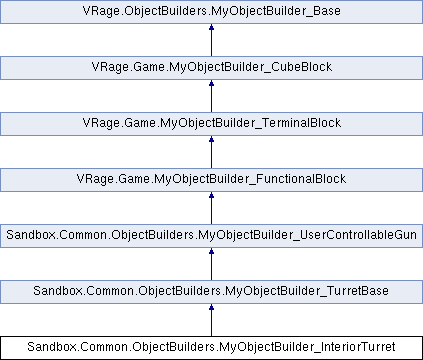 VRage.ObjectBuilders.MyObjectBuilder_Base
VRage.Game.MyObjectBuilder_CubeBlock
VRage.Game.MyObjectBuilder_TerminalBlock
VRage.Game.MyObjectBuilder_FunctionalBlock
Sandbox.Common.ObjectBuilders.MyObjectBuilder_UserControllableGun
Sandbox.Common.ObjectBuilders.MyObjectBuilder_TurretBase
Sandbox.Common.ObjectBuilders.MyObjectBuilder_InteriorTurret